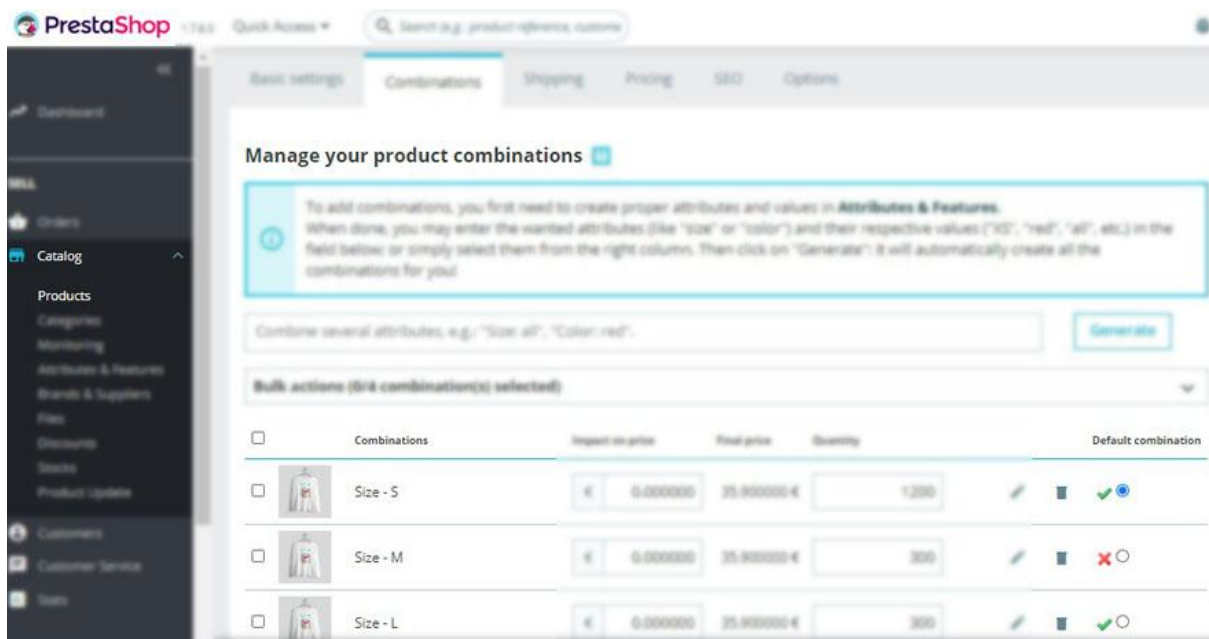 PrestaShop 1.7.6.5 Quick Access Search (e.g.: product reference, custome
Basic settings Combinations Shipping Pricing SEO Options
Dashboard
Manage your product combinations
SELL
To add combinations, you first need to create proper attributes and values in Attributes & Features.
When done, you may enter the wanted attributes (like "size" or "color") and their respective values ("XS", "red", "all", etc.) in the
field below; or simply select them from the right column. Then click on "Generate": it will automatically create all the
combinations for you!
Orders
Catalog
Products
Categories
Monitoring
Attributes & Features
Brands & Suppliers
Files
Discounts
Stocks
Product Update
Customers
Customer Service
Stats
Combine several attributes, e.g.: "Size: all", "Color: red".
Generate
Bulk actions (0/4 combination(s) selected)
Combinations Impact on price Final price Quantity Default combination
Size - S € 0.000000 35.900000 € 1200
Size - M € 0.000000 35.900000 € 300
Size - L € 0.000000 35.900000 € 300